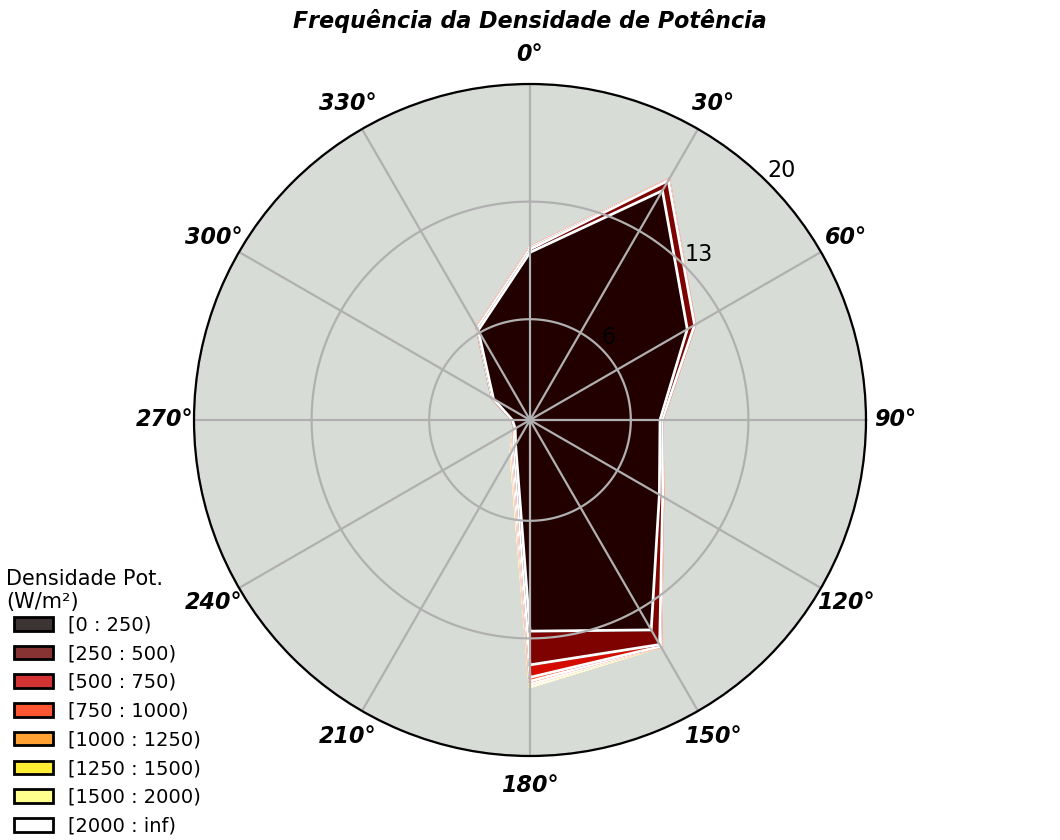 Frequência da Densidade de Potência
0°
330°
30°
20
300°
60°
13
6
270°
90°
240°
120°
210°
150°
180°
Densidade Pot.
(W/m²)
[0 : 250)
[250 : 500)
[500 : 750)
[750 : 1000)
[1000 : 1250)
[1250 : 1500)
[1500 : 2000)
[2000 : inf)